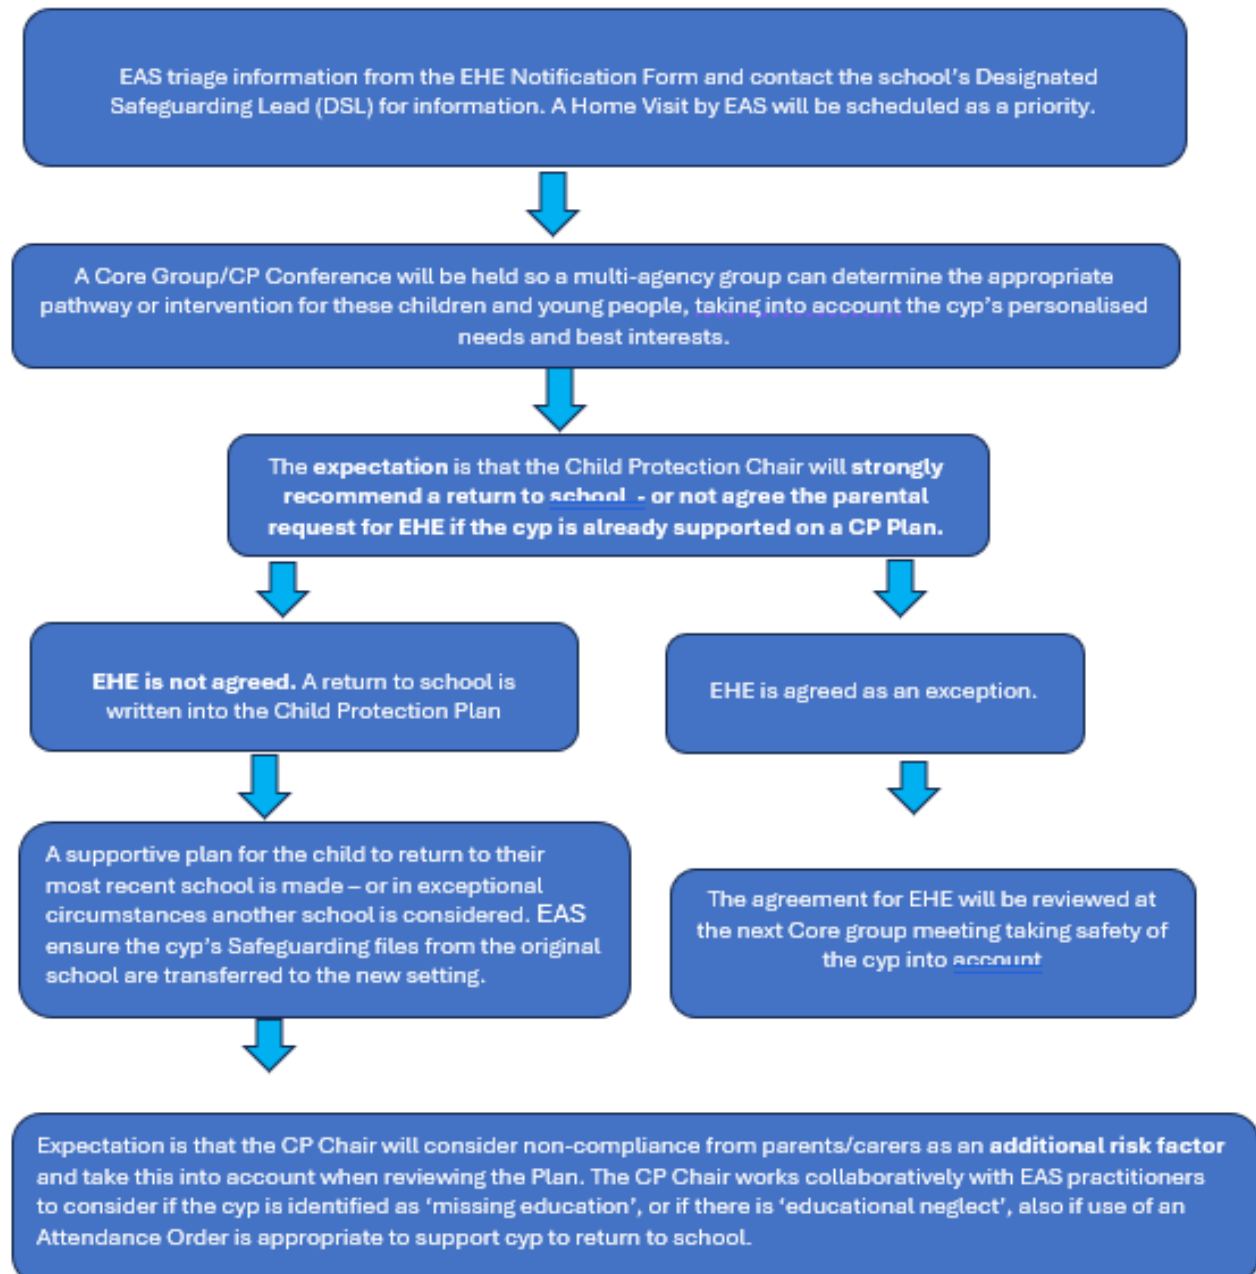 EAS triage information from the EHE Notification Form and contact the school's Designated
Safeguarding Lead (DSL) for information. A Home Visit by EAS will be scheduled as a priority.
A Core Group/CP Conference will be held so a multi-agency group can determine the appropriate
pathway or intervention for these children and young people, taking into account the cyp's personalised
needs and best interests.
The expectation is that the Child Protection Chair will strongly
recommend a return to school - or not agree the parental
request for EHE if the cyp is already supported on a CP Plan.
EHE is not agreed. A return to school is
written into the Child Protection Plan
EHE is agreed as an exception.
A supportive plan for the child to return to their
most recent school is made – or in exceptional
circumstances another school is considered. EAS
ensure the cyp's Safeguarding files from the original
school are transferred to the new setting.
The agreement for EHE will be reviewed at
the next Core group meeting taking safety of
the cyp into account
Expectation is that the CP Chair will consider non-compliance from parents/carers as an additional risk factor
and take this into account when reviewing the Plan. The CP Chair works collaboratively with EAS practitioners
to consider if the cyp is identified as 'missing education', or if there is 'educational neglect', also if use of an
Attendance Order is appropriate to support cyp to return to school.